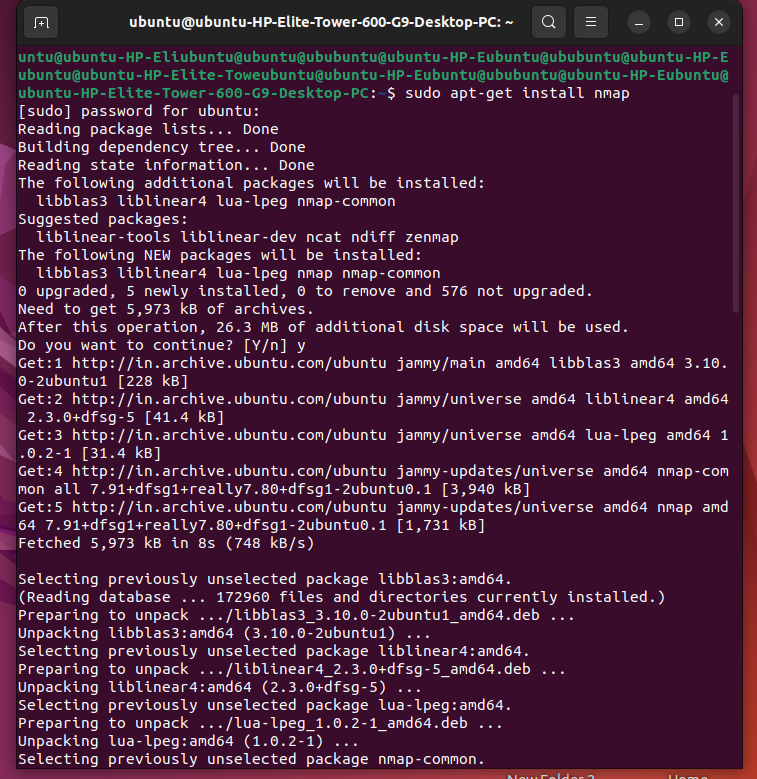 ubuntu@ubuntu-HP-Elite-Tower-600-G9-Desktop-PC: ~
untu@ubuntu-HP-Eliubuntu@ubuntu@ububuntu@ubuntu-HP-Eubuntu@ububuntu@ubuntu-HP-E
ubuntu@ubuntu-HP-Elite-Toweubuntu@ubuntu-HP-Eubuntu@ububuntu@ubuntu-HP-Eubuntu@
ubuntu-HP-Elite-Tower-600-G9-Desktop-PC:~$ sudo apt-get install nmap
[sudo] password for ubuntu:
Reading package lists... Done
Building dependency tree... Done
Reading state information... Done
The following additional packages will be installed:
  libblas3 liblinear4 lua-lpeg nmap-common
Suggested packages:
  liblinear-tools liblinear-dev ncat ndiff zenmap
The following NEW packages will be installed:
  libblas3 liblinear4 lua-lpeg nmap nmap-common
0 upgraded, 5 newly installed, 0 to remove and 576 not upgraded.
Need to get 5,973 kB of archives.
After this operation, 26.3 MB of additional disk space will be used.
Do you want to continue? [Y/n] y
Get:1 http://in.archive.ubuntu.com/ubuntu jammy/main amd64 libblas3 amd64 3.10.
0-2ubuntu1 [228 kB]
Get:2 http://in.archive.ubuntu.com/ubuntu jammy/universe amd64 liblinear4 amd64
 2.3.0+dfsg-5 [41.4 kB]
Get:3 http://in.archive.ubuntu.com/ubuntu jammy/universe amd64 lua-lpeg amd64 1
.0.2-1 [31.4 kB]
Get:4 http://in.archive.ubuntu.com/ubuntu jammy-updates/universe amd64 nmap-com
mon all 7.91+dfsg1+really7.80+dfsg1-2ubuntu0.1 [3,940 kB]
Get:5 http://in.archive.ubuntu.com/ubuntu jammy-updates/universe amd64 nmap amd
64 7.91+dfsg1+really7.80+dfsg1-2ubuntu0.1 [1,731 kB]
Fetched 5,973 kB in 8s (748 kB/s)
Selecting previously unselected package libblas3:amd64.
(Reading database ... 172960 files and directories currently installed.)
Preparing to unpack .../libblas3_3.10.0-2ubuntu1_amd64.deb ...
Unpacking libblas3:amd64 (3.10.0-2ubuntu1) ...
Selecting previously unselected package liblinear4:amd64.
Preparing to unpack .../liblinear4_2.3.0+dfsg-5_amd64.deb ...
Unpacking liblinear4:amd64 (2.3.0+dfsg-5) ...
Selecting previously unselected package lua-lpeg:amd64.
Preparing to unpack .../lua-lpeg_1.0.2-1_amd64.deb ...
Unpacking lua-lpeg:amd64 (1.0.2-1) ...
Selecting previously unselected package nmap-common.
New Folder 2 Home